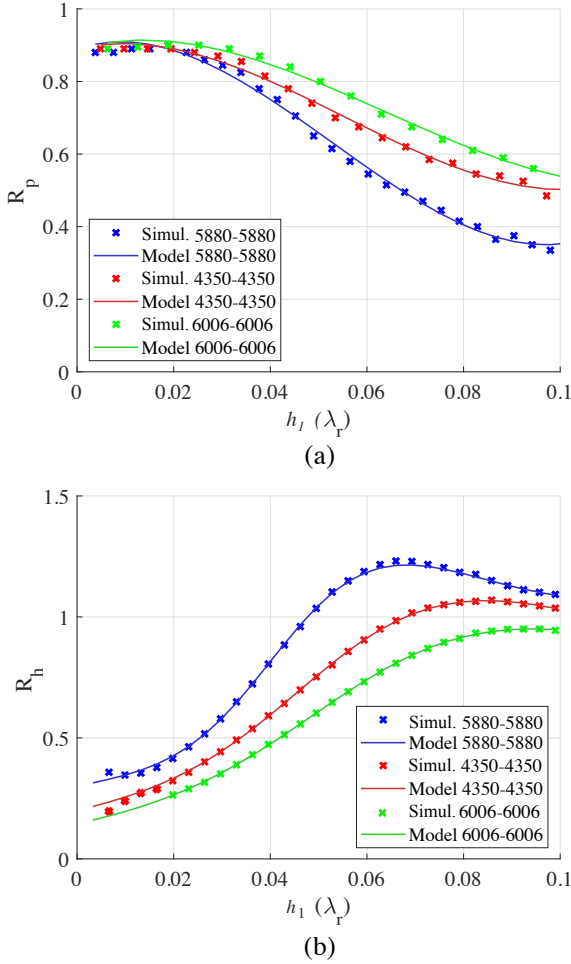 1
0.8
0.6
0.4
0.2
0
R_p
Simul. 5880-5880
Model 5880-5880
Simul. 4350-4350
Model 4350-4350
Simul. 6006-6006
Model 6006-6006
0 0.02 0.04 0.06 0.08 0.1
h_1 (λ_r)
(a)
1.5
1
0.5
0
R_h
Simul. 5880-5880
Model 5880-5880
Simul. 4350-4350
Model 4350-4350
Simul. 6006-6006
Model 6006-6006
0 0.02 0.04 0.06 0.08 0.1
h_1 (λ_r)
(b)